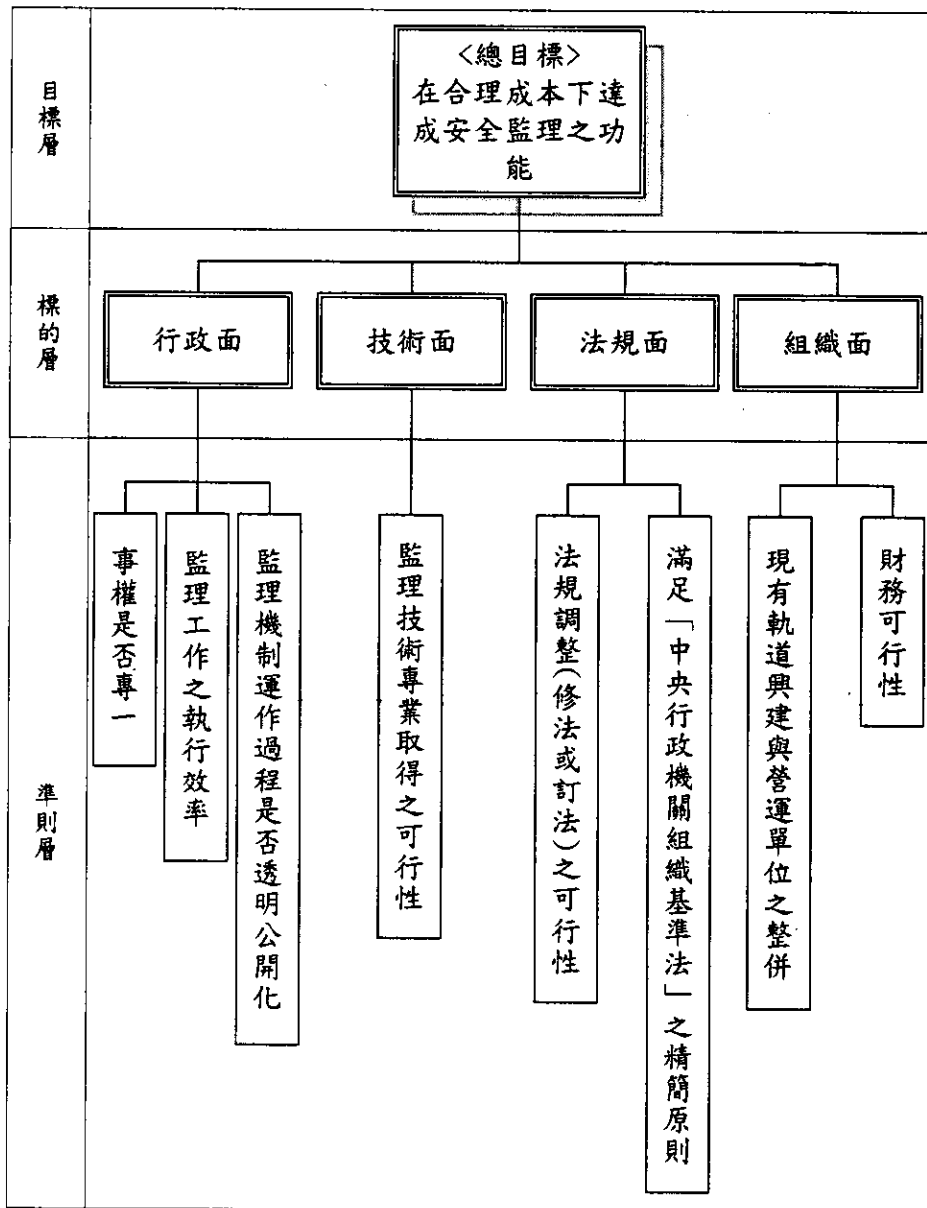 目標層
<總目標>
在合理成本下達
成安全監理之功
能
標的層
行政面
技術面
法規面
組織面
準則層
事權是否專一
監理工作之執行效率
監理機制運作過程是否透明公開化
監理技術專業取得之可行性
法規調整(修法或訂法)之可行性
滿足「中央行政機關組織基準法」之精簡原則
現有軌道興建與營運單位之整併
財務可行性